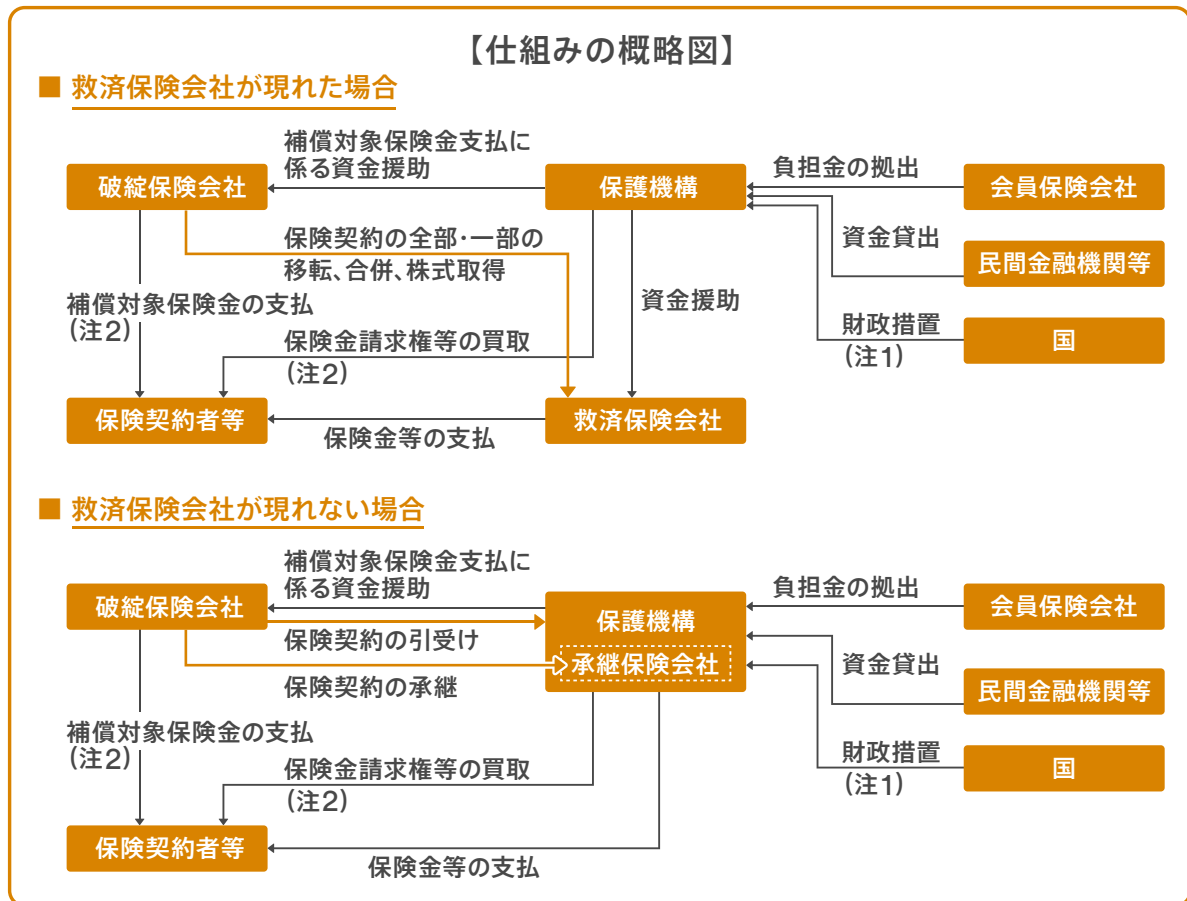 【仕組みの概略図】
■ 救済保険会社が現れた場合
補償対象保険金支払に
係る資金援助
破綻保険会社
保護機構
負担金の拠出
会員保険会社
保険契約の全部・一部の
移転、合併、株式取得
資金貸出
民間金融機関等
補償対象保険金の支払
(注2)
資金援助
保険金請求権等の買取
(注2)
財政措置
(注1)
国
保険契約者等
保険金等の支払
救済保険会社
■ 救済保険会社が現れない場合
補償対象保険金支払に
係る資金援助
破綻保険会社
保険契約の引受け
保護機構
承継保険会社
保険契約の承継
負担金の拠出
会員保険会社
資金貸出
民間金融機関等
補償対象保険金の支払
(注2)
保険金請求権等の買取
(注2)
財政措置
(注1)
国
保険契約者等
保険金等の支払